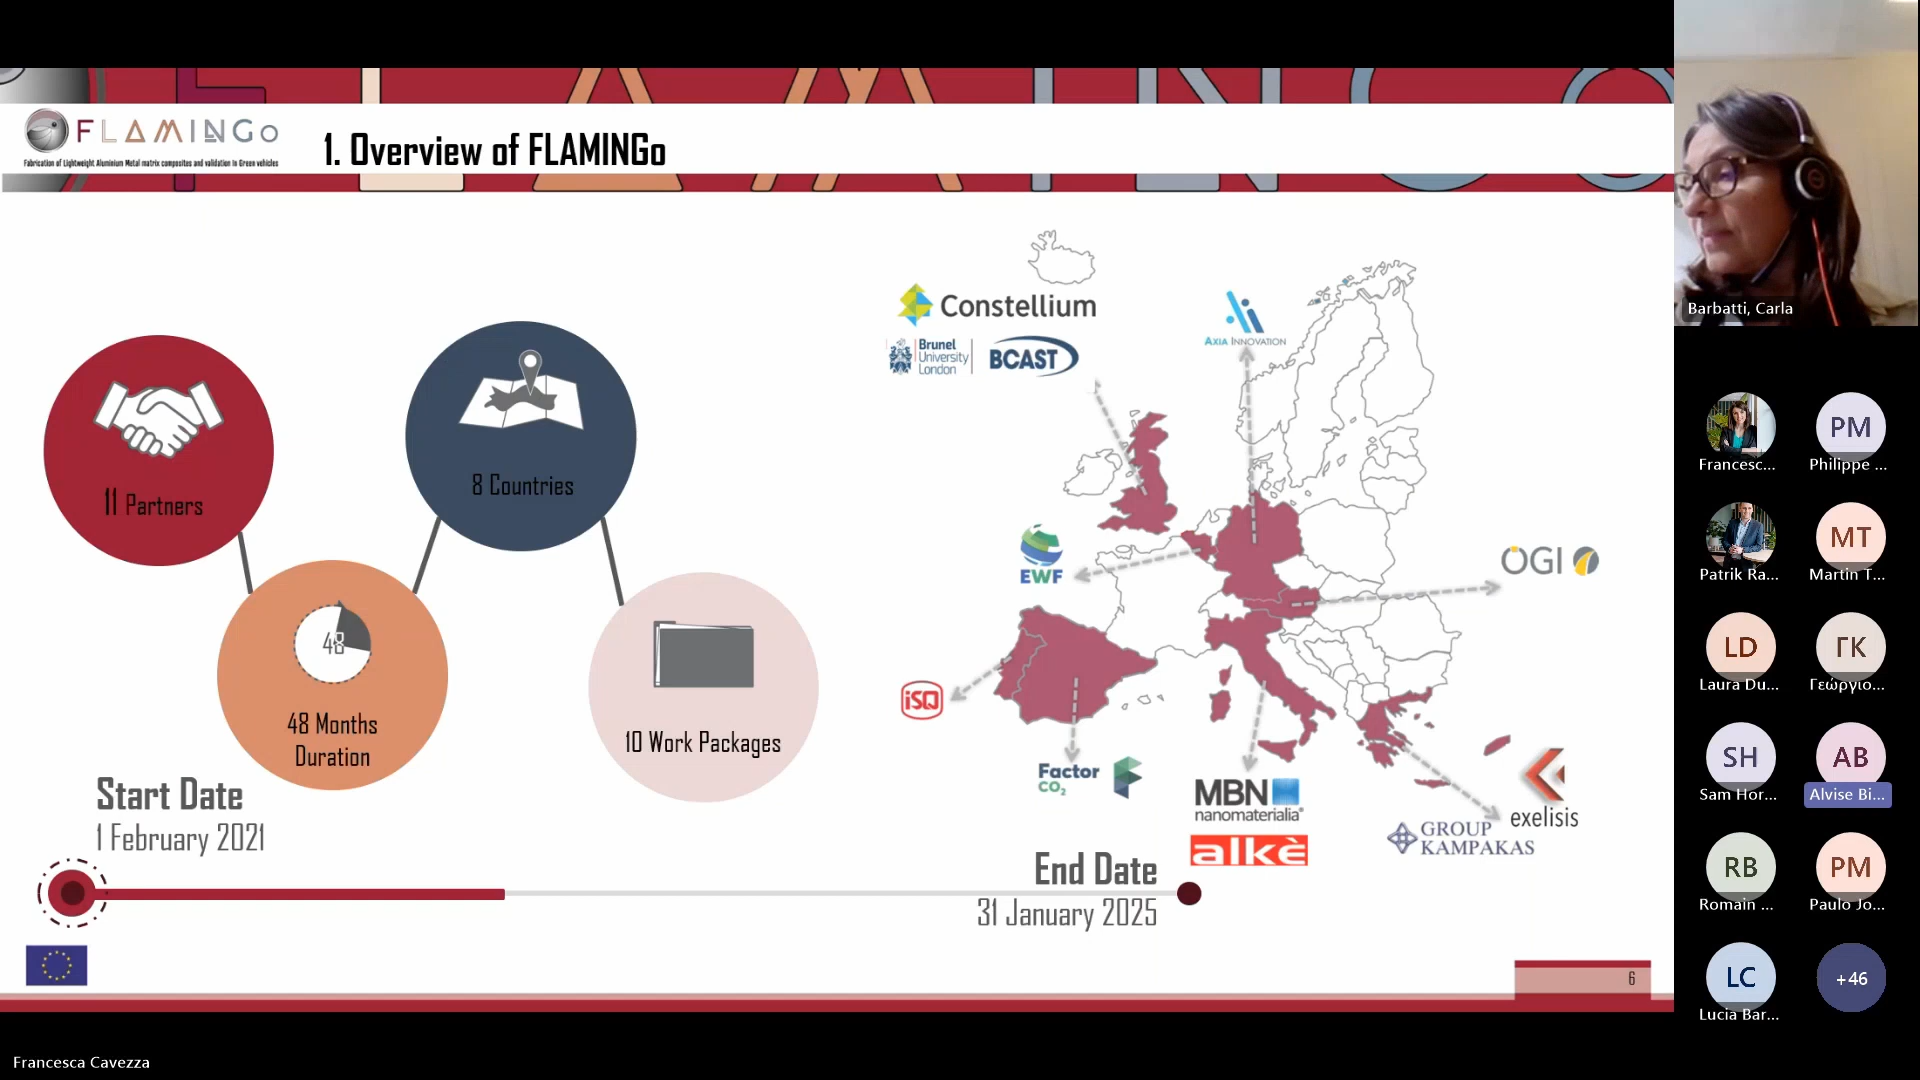 FLAMINGo
Fabrication of Lightweight Aluminium Metal matrix composites and validation In Green vehicles
1. Overview of FLAMINGo
Constellium
Brunel
University
London
BCAST
AXIA INNOVATION
11 Partners
8 Countries
48
48 Months
Duration
10 Work Packages
EWF
ÖGI
isQ
Factor
CO2
MBN
nanomaterialia®
alkè
GROUP
KAMPAKAS
exelisis
Start Date
1 February 2021
End Date
31 January 2025
6
Barbatti, Carla
Francesc...
PM
Philippe ...
Patrik Ra...
MT
Martin T...
LD
Laura Du...
ΓΚ
Γεώργιο...
SH
Sam Hor...
AB
Alvise Bi...
RB
Romain ...
PM
Paulo Jo...
LC
Lucia Bar...
+46
Francesca Cavezza